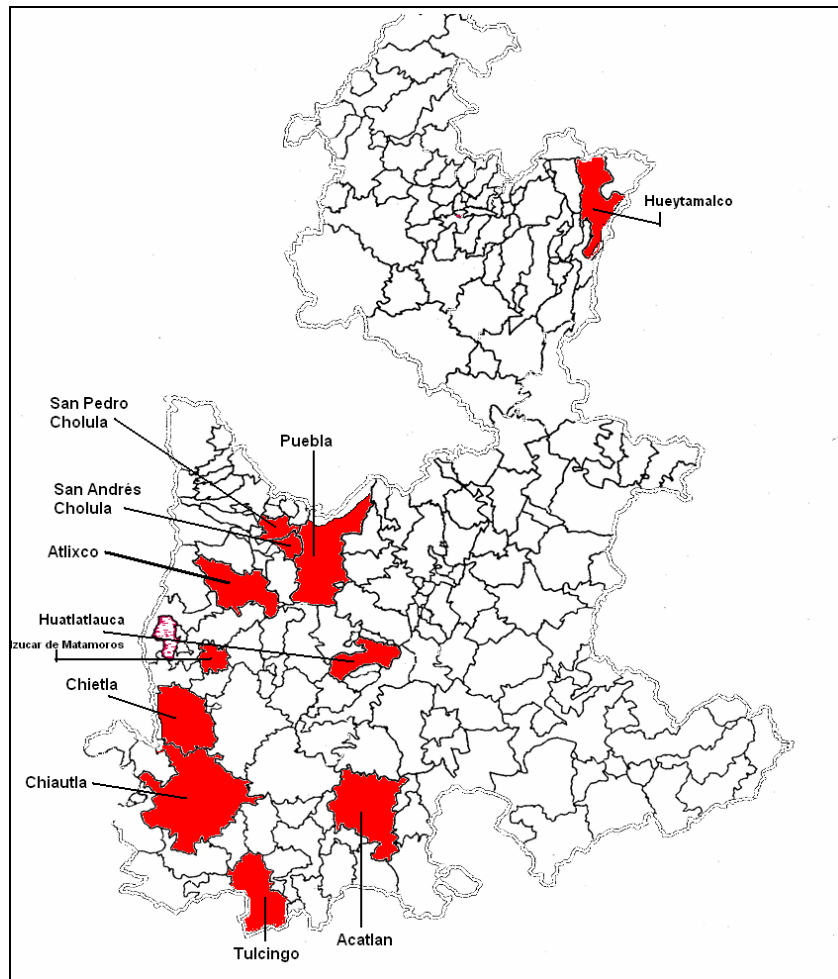 Hueytamalco
San Pedro
Cholula
Puebla
San Andrés
Cholula
Atlixco
Huatlatlauca
Izucar de Matamoros
Chietla
Chiautla
Tulcingo
Acatlan